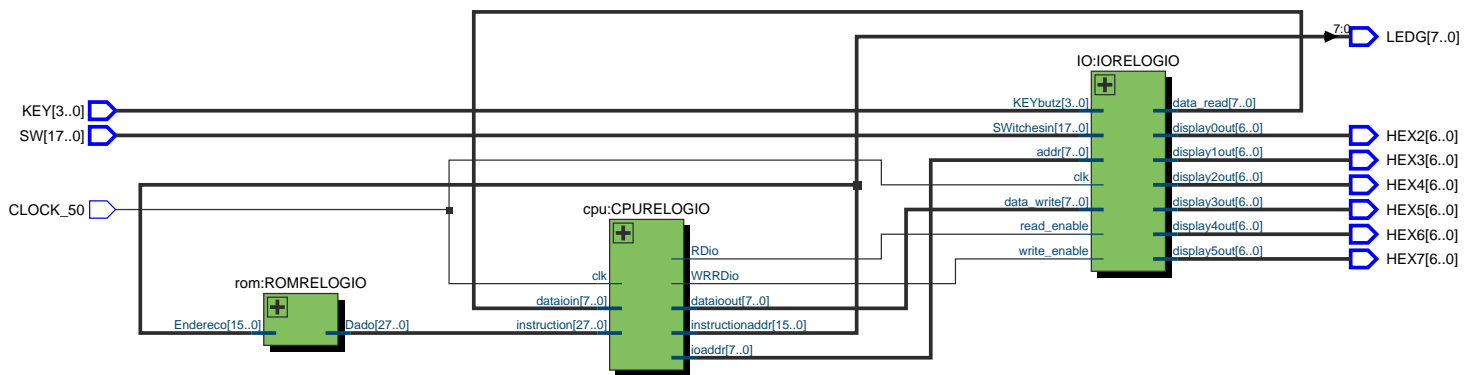 7:0
LEDG[7..0]
IO:IORELOGIO
KEY[3..0]
KEYbutz[3..0]
data_read[7..0]
SW[17..0]
SWitchesin[17..0]
display0out[6..0]
HEX2[6..0]
addr[7..0]
display1out[6..0]
HEX3[6..0]
clk
display2out[6..0]
HEX4[6..0]
CLOCK_50
cpu:CPURELOGIO
data_write[7..0]
display3out[6..0]
HEX5[6..0]
read_enable
display4out[6..0]
HEX6[6..0]
RDio
write_enable
display5out[6..0]
HEX7[6..0]
clk
WRRDio
rom:ROMRELOGIO
dataioin[7..0]
dataioout[7..0]
Endereco[15..0]
Dado[27..0]
instruction[27..0]
instructionaddr[15..0]
ioaddr[7..0]